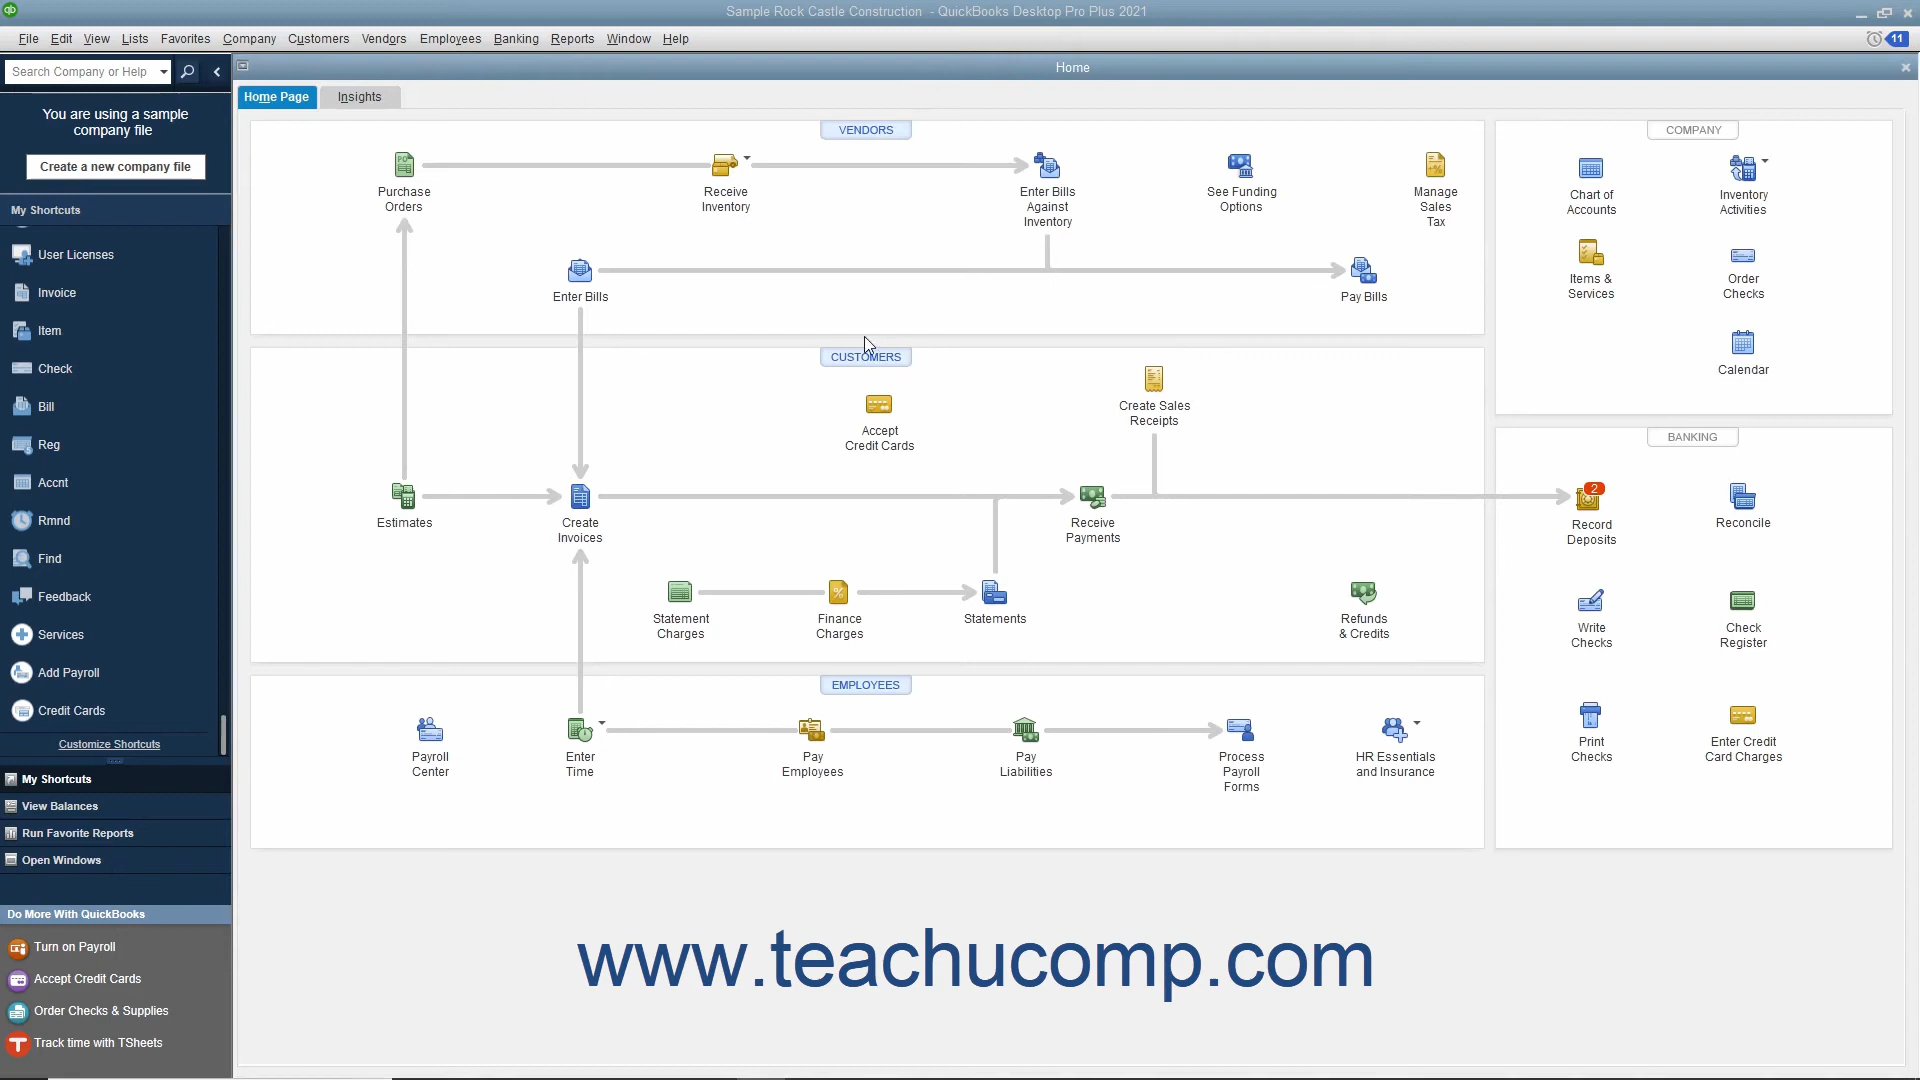 Sample Rock Castle Construction - QuickBooks Desktop Pro Plus 2021
File Edit View Lists Favorites Company Customers Vendors Employees Banking Reports Window Help
11
Search Company or Help
Home
You are using a sample
company file
Create a new company file
My Shortcuts
User Licenses
Invoice
Item
Check
Bill
Reg
Accnt
Rmnd
Find
Feedback
Services
Add Payroll
Credit Cards
Customize Shortcuts
My Shortcuts
View Balances
Run Favorite Reports
Open Windows
Do More With QuickBooks
Turn on Payroll
Accept Credit Cards
Order Checks & Supplies
Track time with TSheets
Home Page
Insights
VENDORS
Purchase
Orders
Receive
Inventory
Enter Bills
Against
Inventory
See Funding
Options
Manage
Sales
Tax
Enter Bills
Pay Bills
CUSTOMERS
Accept
Credit Cards
Create Sales
Receipts
Estimates
Create
Invoices
Receive
Payments
Statement
Charges
Finance
Charges
Statements
Refunds
& Credits
EMPLOYEES
Payroll
Center
Enter
Time
Pay
Employees
Pay
Liabilities
Process
Payroll
Forms
HR Essentials
and Insurance
COMPANY
Chart of
Accounts
Inventory
Activities
Items &
Services
Order
Checks
Calendar
BANKING
2
Record
Deposits
Reconcile
Write
Checks
Check
Register
Print
Checks
Enter Credit
Card Charges
www.teachucomp.com